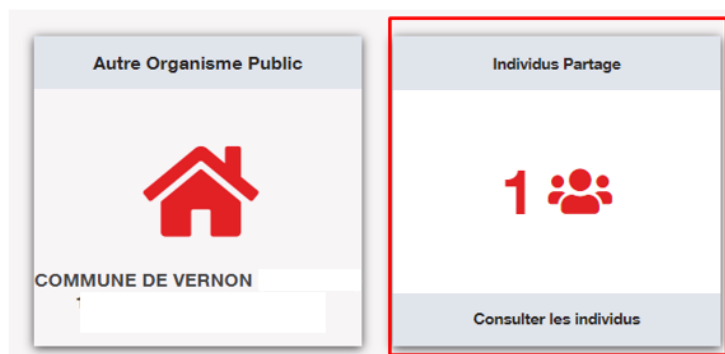 Autre Organisme Public
COMMUNE DE VERNON
Individus Partage
1
Consulter les individus